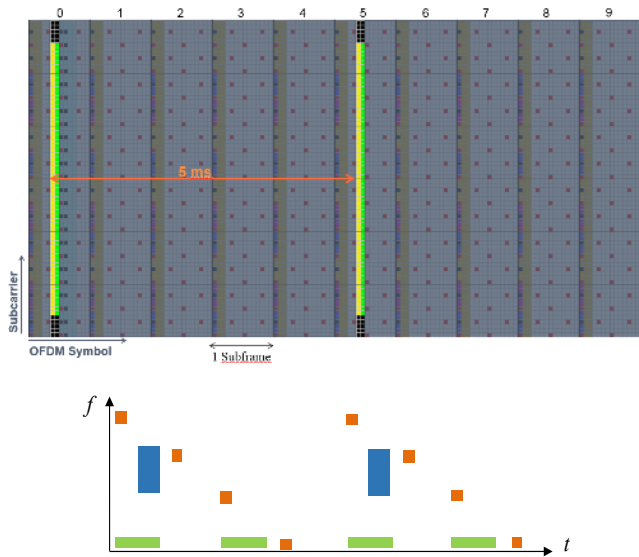 0 1 2 3 4 5 6 7 8 9
5 ms
Subcarrier
OFDM Symbol
1 Subframe
f
t